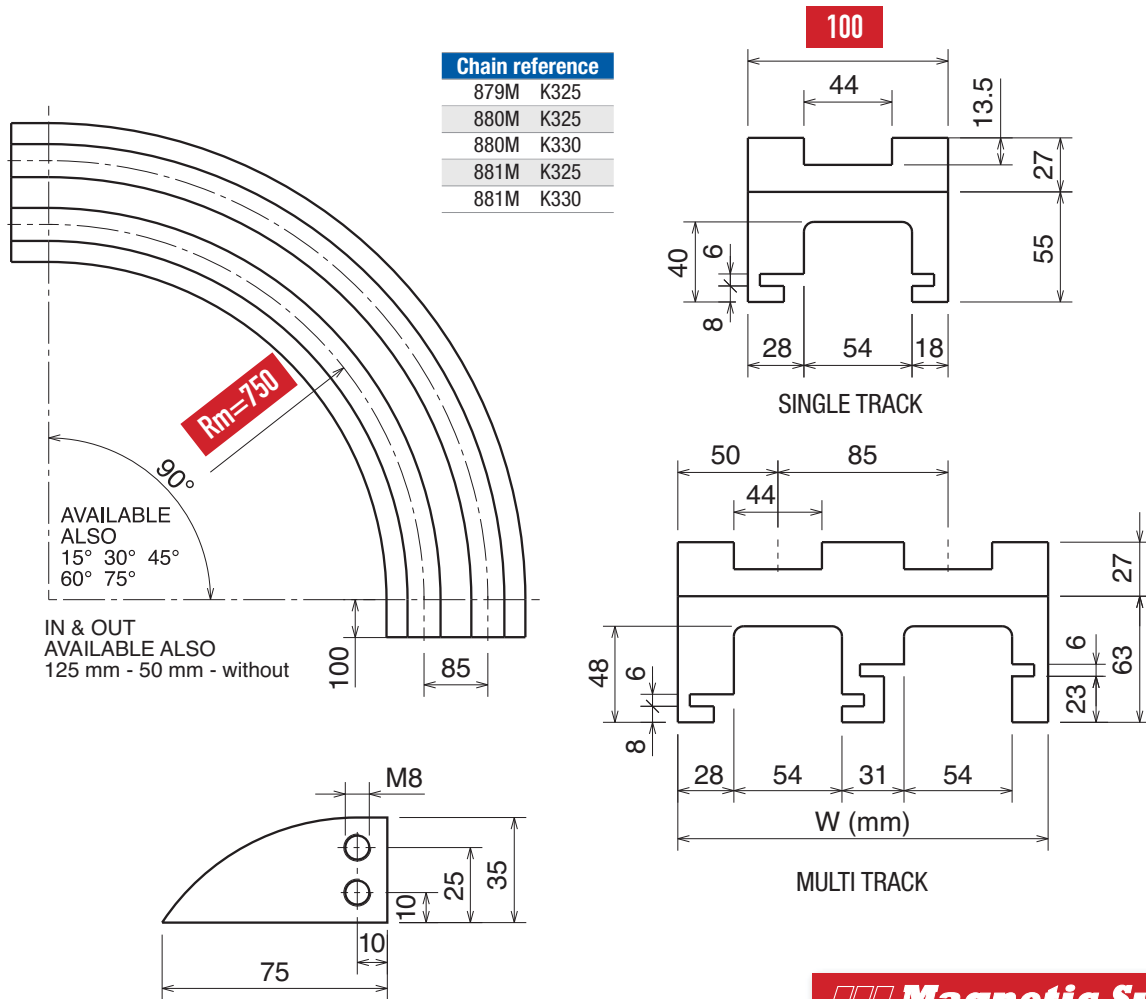 Chain reference
879M K325
880M K325
880M K330
881M K325
881M K330
Rm=750
90°
AVAILABLE
ALSO
15° 30° 45°
60° 75°
IN & OUT
AVAILABLE ALSO
125 mm - 50 mm - without
100
85
100
44
13.5
27
55
40
6
8
28
54
18
SINGLE TRACK
50
85
44
27
63
48
6
8
6
23
28
54
31
54
W (mm)
MULTI TRACK
M8
35
25
10
10
75
Magnetic